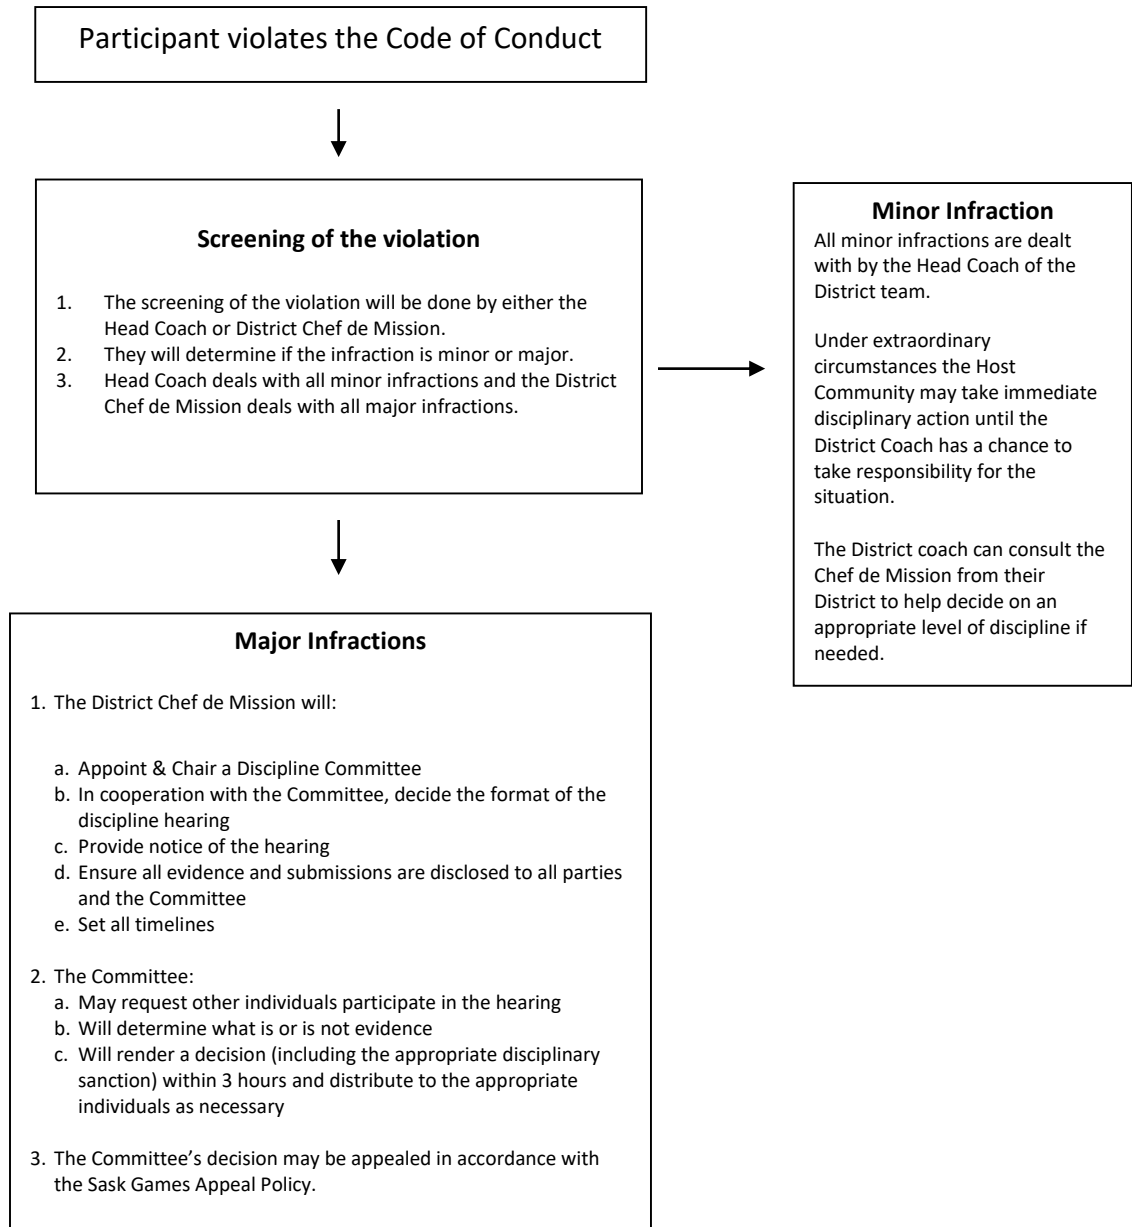 Participant violates the Code of Conduct
Screening of the violation
1. The screening of the violation will be done by either the
Head Coach or District Chef de Mission.
2. They will determine if the infraction is minor or major.
3. Head Coach deals with all minor infractions and the District
Chef de Mission deals with all major infractions.
Minor Infraction
All minor infractions are dealt
with by the Head Coach of the
District team.
Under extraordinary
circumstances the Host
Community may take immediate
disciplinary action until the
District Coach has a chance to
take responsibility for the
situation.
The District coach can consult the
Chef de Mission from their
District to help decide on an
appropriate level of discipline if
needed.
Major Infractions
1. The District Chef de Mission will:
a. Appoint & Chair a Discipline Committee
b. In cooperation with the Committee, decide the format of the
discipline hearing
c. Provide notice of the hearing
d. Ensure all evidence and submissions are disclosed to all parties
and the Committee
e. Set all timelines
2. The Committee:
a. May request other individuals participate in the hearing
b. Will determine what is or is not evidence
c. Will render a decision (including the appropriate disciplinary
sanction) within 3 hours and distribute to the appropriate
individuals as necessary
3. The Committee’s decision may be appealed in accordance with
the Sask Games Appeal Policy.